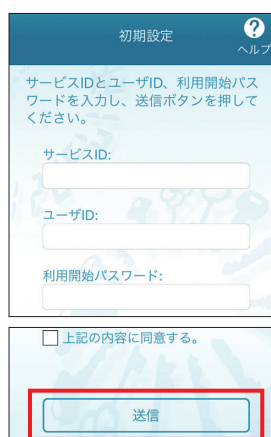 初期設定
ヘルプ
サービスIDとユーザID、利用開始パス
ワードを入力し、送信ボタンを押して
ください。
サービスID:
ユーザID:
利用開始パスワード:
上記の内容に同意する。
送信